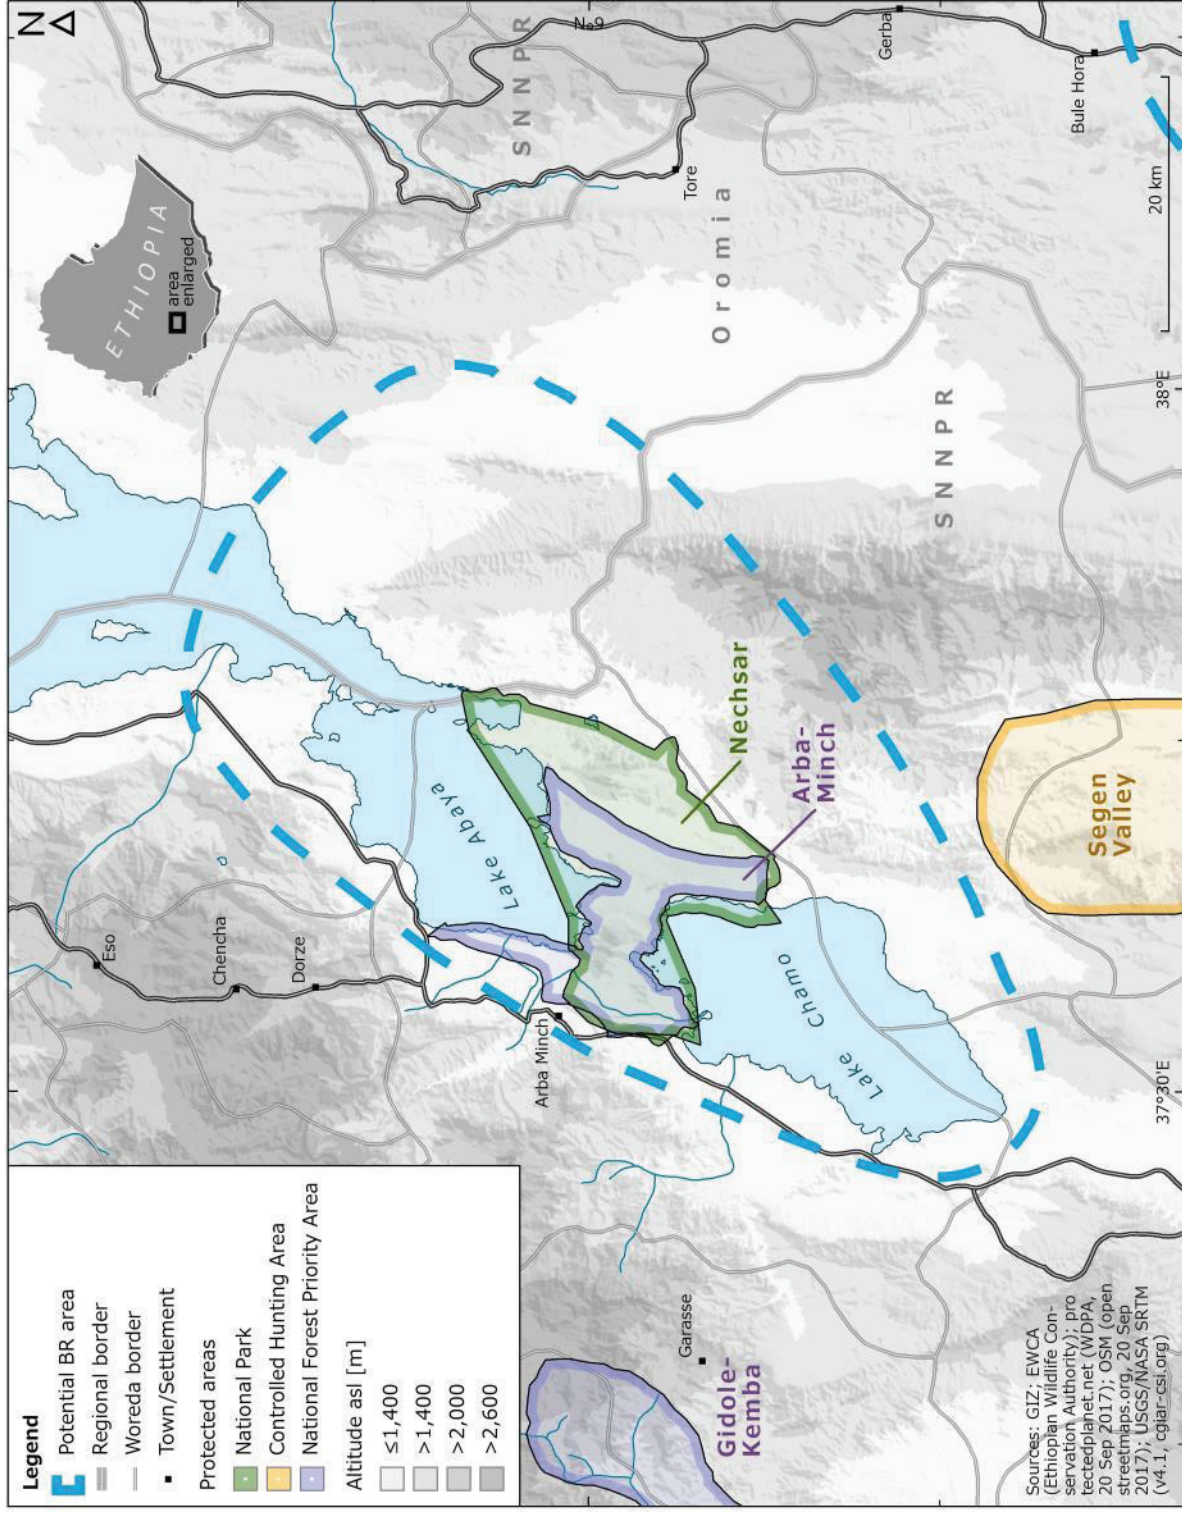 Legend
Potential BR area
Regional border
Woreda border
Town/Settlement
Protected areas
National Park
Controlled Hunting Area
National Forest Priority Area
Altitude asl [m]
≤1,400
>1,400
>2,000
>2,600
Eso
Chencha
Dorze
Arba Minch
Garasse
Gidole-
Kemba
Lake Abaya
Lake Chamo
Nechsar
Arba-
Minch
Segen
Valley
ETHIOPIA
area
enlarged
N
SNNPR
Oromia
SNNPR
Tore
Gerba
Bule Hora
6°N
20 km
38°E
37°30'E
Sources: GIZ; EWCA
(Ethiopian Wildlife Con-
servation Authority); pro
tectedplanet.net (WDPA,
20 Sep 2017); OSM (open
streetmaps.org, 20 Sep
2017); USGS/NASA SRTM
(v4.1, cgiar-csi.org)